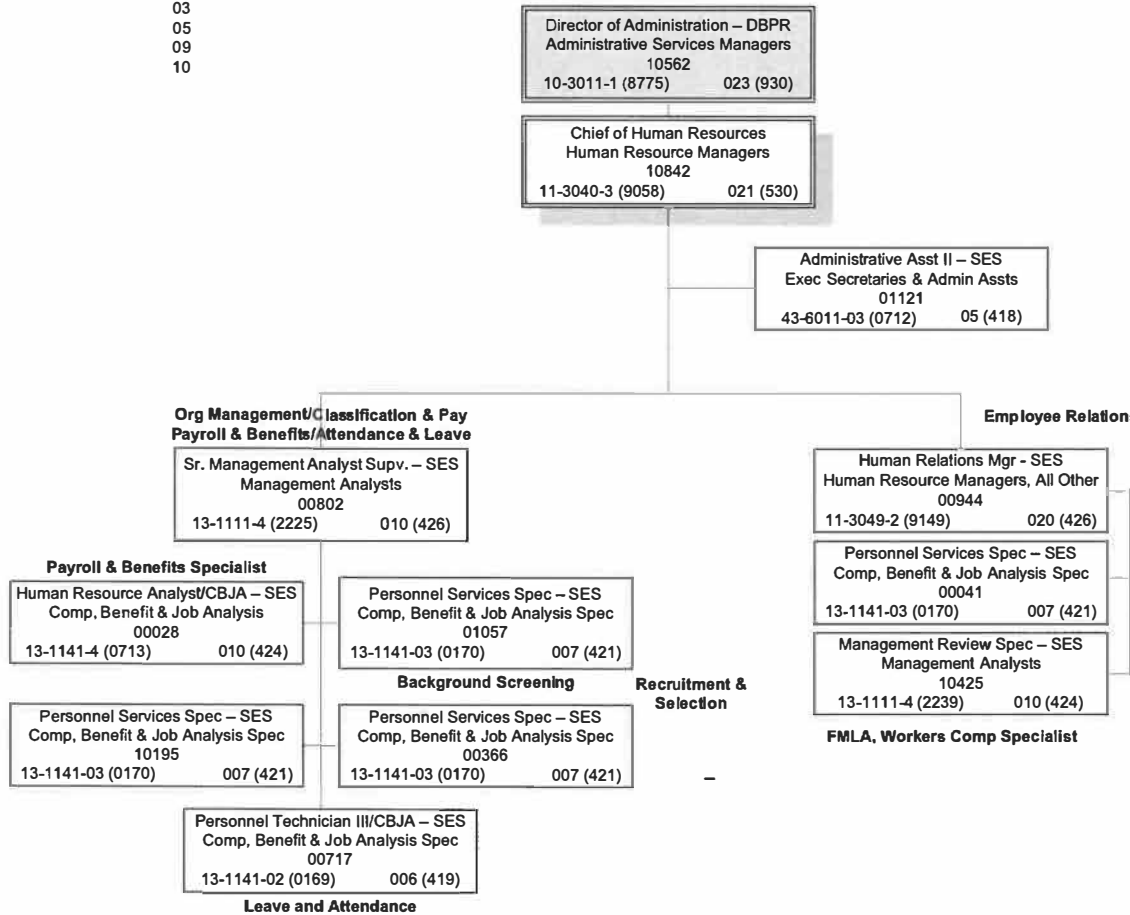 03
05
09
10
Director of Administration – DBPR
Administrative Services Managers
10562
10-3011-1 (8775) 023 (930)
Chief of Human Resources
Human Resource Managers
10842
11-3040-3 (9058) 021 (530)
Administrative Asst II – SES
Exec Secretaries & Admin Assts
01121
43-6011-03 (0712) 05 (418)
Org Management/Classification & Pay
Payroll & Benefits/Attendance & Leave
Sr. Management Analyst Supv. – SES
Management Analysts
00802
13-1111-4 (2225) 010 (426)
Payroll & Benefits Specialist
Human Resource Analyst/CBJA – SES
Comp, Benefit & Job Analysis
00028
13-1141-4 (0713) 010 (424)
Personnel Services Spec – SES
Comp, Benefit & Job Analysis Spec
01057
13-1141-03 (0170) 007 (421)
Background Screening
Recruitment &
Selection
Personnel Services Spec – SES
Comp, Benefit & Job Analysis Spec
10195
13-1141-03 (0170) 007 (421)
Personnel Services Spec – SES
Comp, Benefit & Job Analysis Spec
00366
13-1141-03 (0170) 007 (421)
–
Personnel Technician III/CBJA – SES
Comp, Benefit & Job Analysis Spec
00717
13-1141-02 (0169) 006 (419)
Leave and Attendance
Employee Relation
Human Relations Mgr - SES
Human Resource Managers, All Other
00944
11-3049-2 (9149) 020 (426)
Personnel Services Spec – SES
Comp, Benefit & Job Analysis Spec
00041
13-1141-03 (0170) 007 (421)
Management Review Spec – SES
Management Analysts
10425
13-1111-4 (2239) 010 (424)
FMLA, Workers Comp Specialist